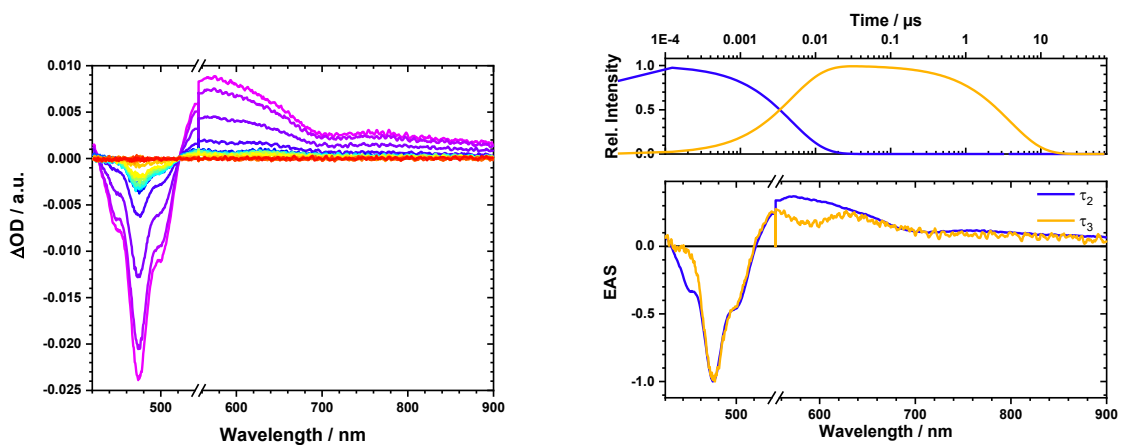 0.010
0.005
0.000
-0.005
-0.010
-0.015
-0.020
-0.025
ΔOD / a.u.
500 600 700 800 900
Wavelength / nm
Time / µs
1E-4 0.001 0.01 0.1 1 10
1.0
0.5
0.0
Rel. Intensity
τ2
τ3
0.0
-0.5
-1.0
EAS
500 600 700 800 900
Wavelength / nm